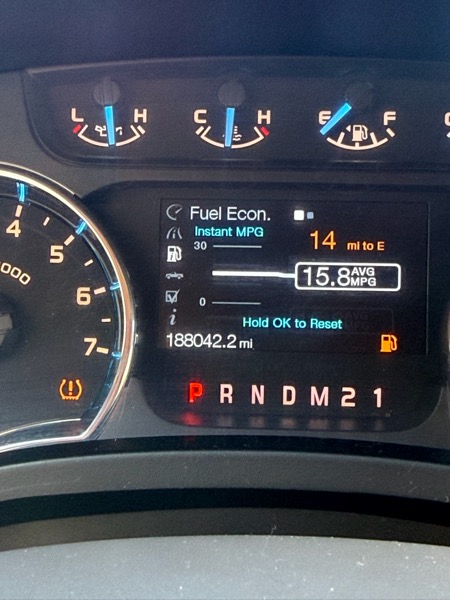 L H C H E F
4
5
6
7
000
Fuel Econ.
Instant MPG
30
14 mi to E
15.8 AVG MPG
0
Hold OK to Reset
188042.2 mi
P R N D M 2 1